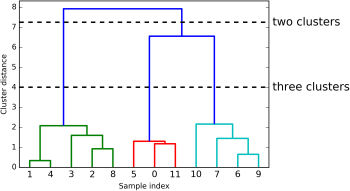 8
7
two clusters
6
5
4
three clusters
3
2
1
0
Cluster distance
1 4 3 2 8 5 0 11 10 7 6 9
Sample index